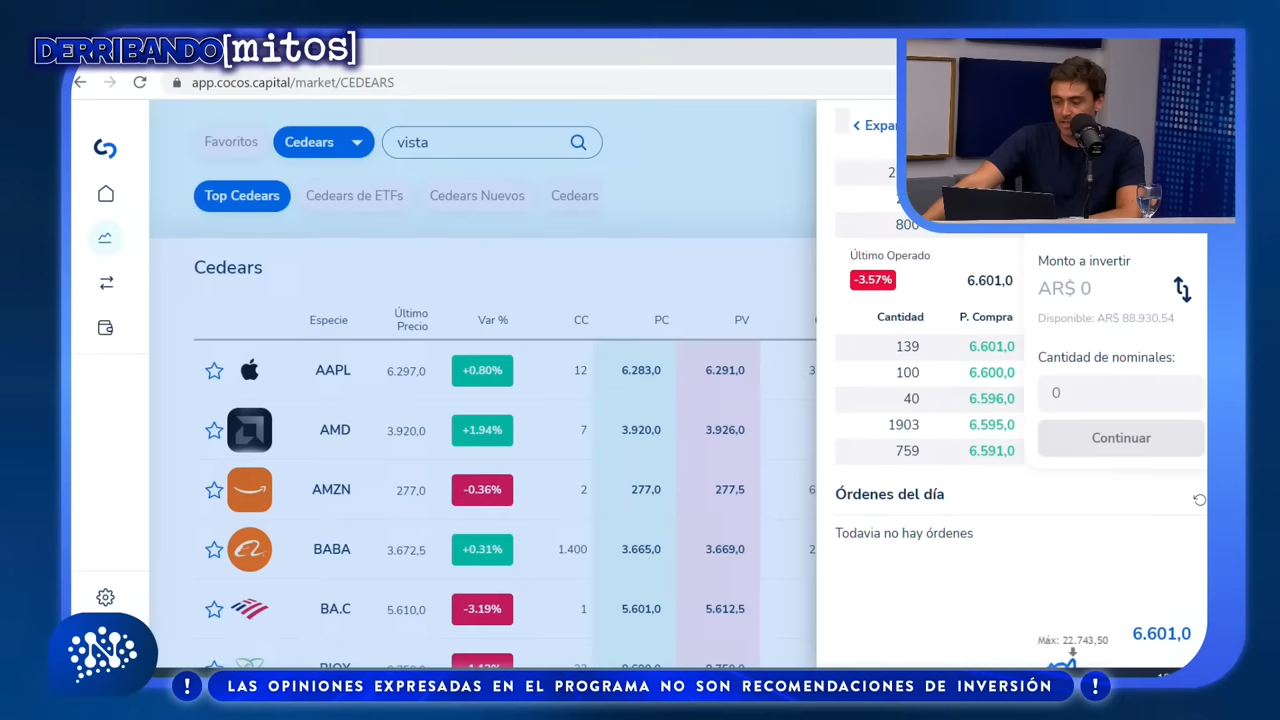 DERRIBANDO[mitos]
app.cocos.capital/market/CEDEARS
Favoritos
Cedears
vista
Top Cedears
Cedears de ETFs
Cedears Nuevos
Cedears
Cedears
Especie
Último Precio
Var %
CC
PC
PV
AAPL 6.297,0 +0.80% 12 6.283,0 6.291,0 3
AMD 3.920,0 +1.94% 7 3.920,0 3.926,0
AMZN 277,0 -0.36% 2 277,0 277,5 6
BABA 3.672,5 +0.31% 1.400 3.665,0 3.669,0 2
BA.C 5.610,0 -3.19% 1 5.601,0 5.612,5
Expa
2
800
Último Operado
-3.57% 6.601,0
Cantidad P. Compra
139 6.601,0
100 6.600,0
40 6.596,0
1903 6.595,0
759 6.591,0
Monto a invertir
AR$ 0
Disponible: AR$ 88.930,54
Cantidad de nominales:
0
Continuar
Órdenes del día
Todavia no hay órdenes
Máx: 22.743,50
6.601,0
! LAS OPINIONES EXPRESADAS EN EL PROGRAMA NO SON RECOMENDACIONES DE INVERSIÓN !